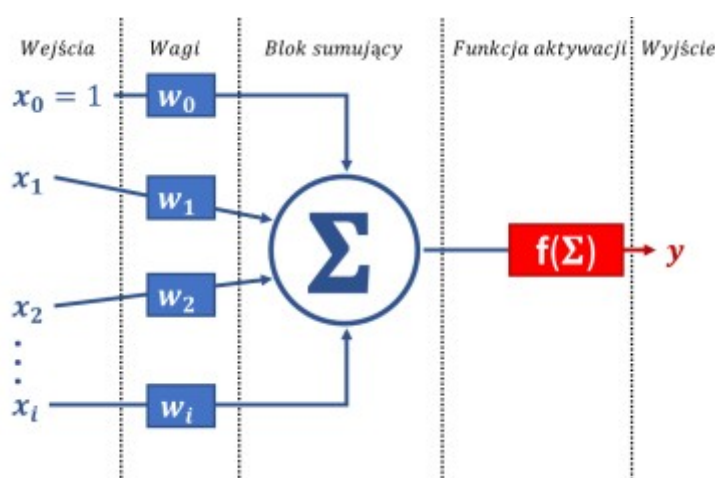 Wejścia
Wagi
Blok sumujący
Funkcja aktywacji
Wyjście
x₀ = 1
w₀
x₁
w₁
Σ
f(Σ)
y
x₂
w₂
⋮
xᵢ
wᵢ